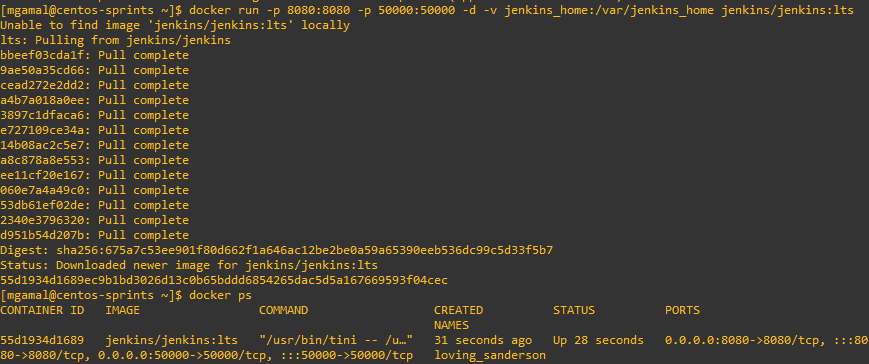 [mgamal@centos-sprints ~]$ docker run -p 8080:8080 -p 50000:50000 -d -v jenkins_home:/var/jenkins_home jenkins/jenkins:lts
Unable to find image 'jenkins/jenkins:lts' locally
lts: Pulling from jenkins/jenkins
bbeef03cda1f: Pull complete
9ae50a35cd66: Pull complete
cead272e2dd2: Pull complete
a4b7a018a0ee: Pull complete
3897c1dfaca6: Pull complete
e727109ce34a: Pull complete
14b08ac2c5e7: Pull complete
a8c878a8e553: Pull complete
ee11cf20e167: Pull complete
060e7a4a49c0: Pull complete
53db61ef02de: Pull complete
2340e3796320: Pull complete
d951b54d207b: Pull complete
Digest: sha256:675a7c53ee901f80d662f1a646ac12be2be0a59a65390eeb536dc99c5d33f5b7
Status: Downloaded newer image for jenkins/jenkins:lts
55d1934d1689ec9b1bd3026d13c0b65bddd6854265dac5d5a167669593f04cec
[mgamal@centos-sprints ~]$ docker ps
CONTAINER ID IMAGE COMMAND CREATED STATUS PORTS
NAMES
55d1934d1689 jenkins/jenkins:lts "/usr/bin/tini -- /u…" 31 seconds ago Up 28 seconds 0.0.0.0:8080->8080/tcp, :::80
80->8080/tcp, 0.0.0.0:50000->50000/tcp, :::50000->50000/tcp loving_sanderson